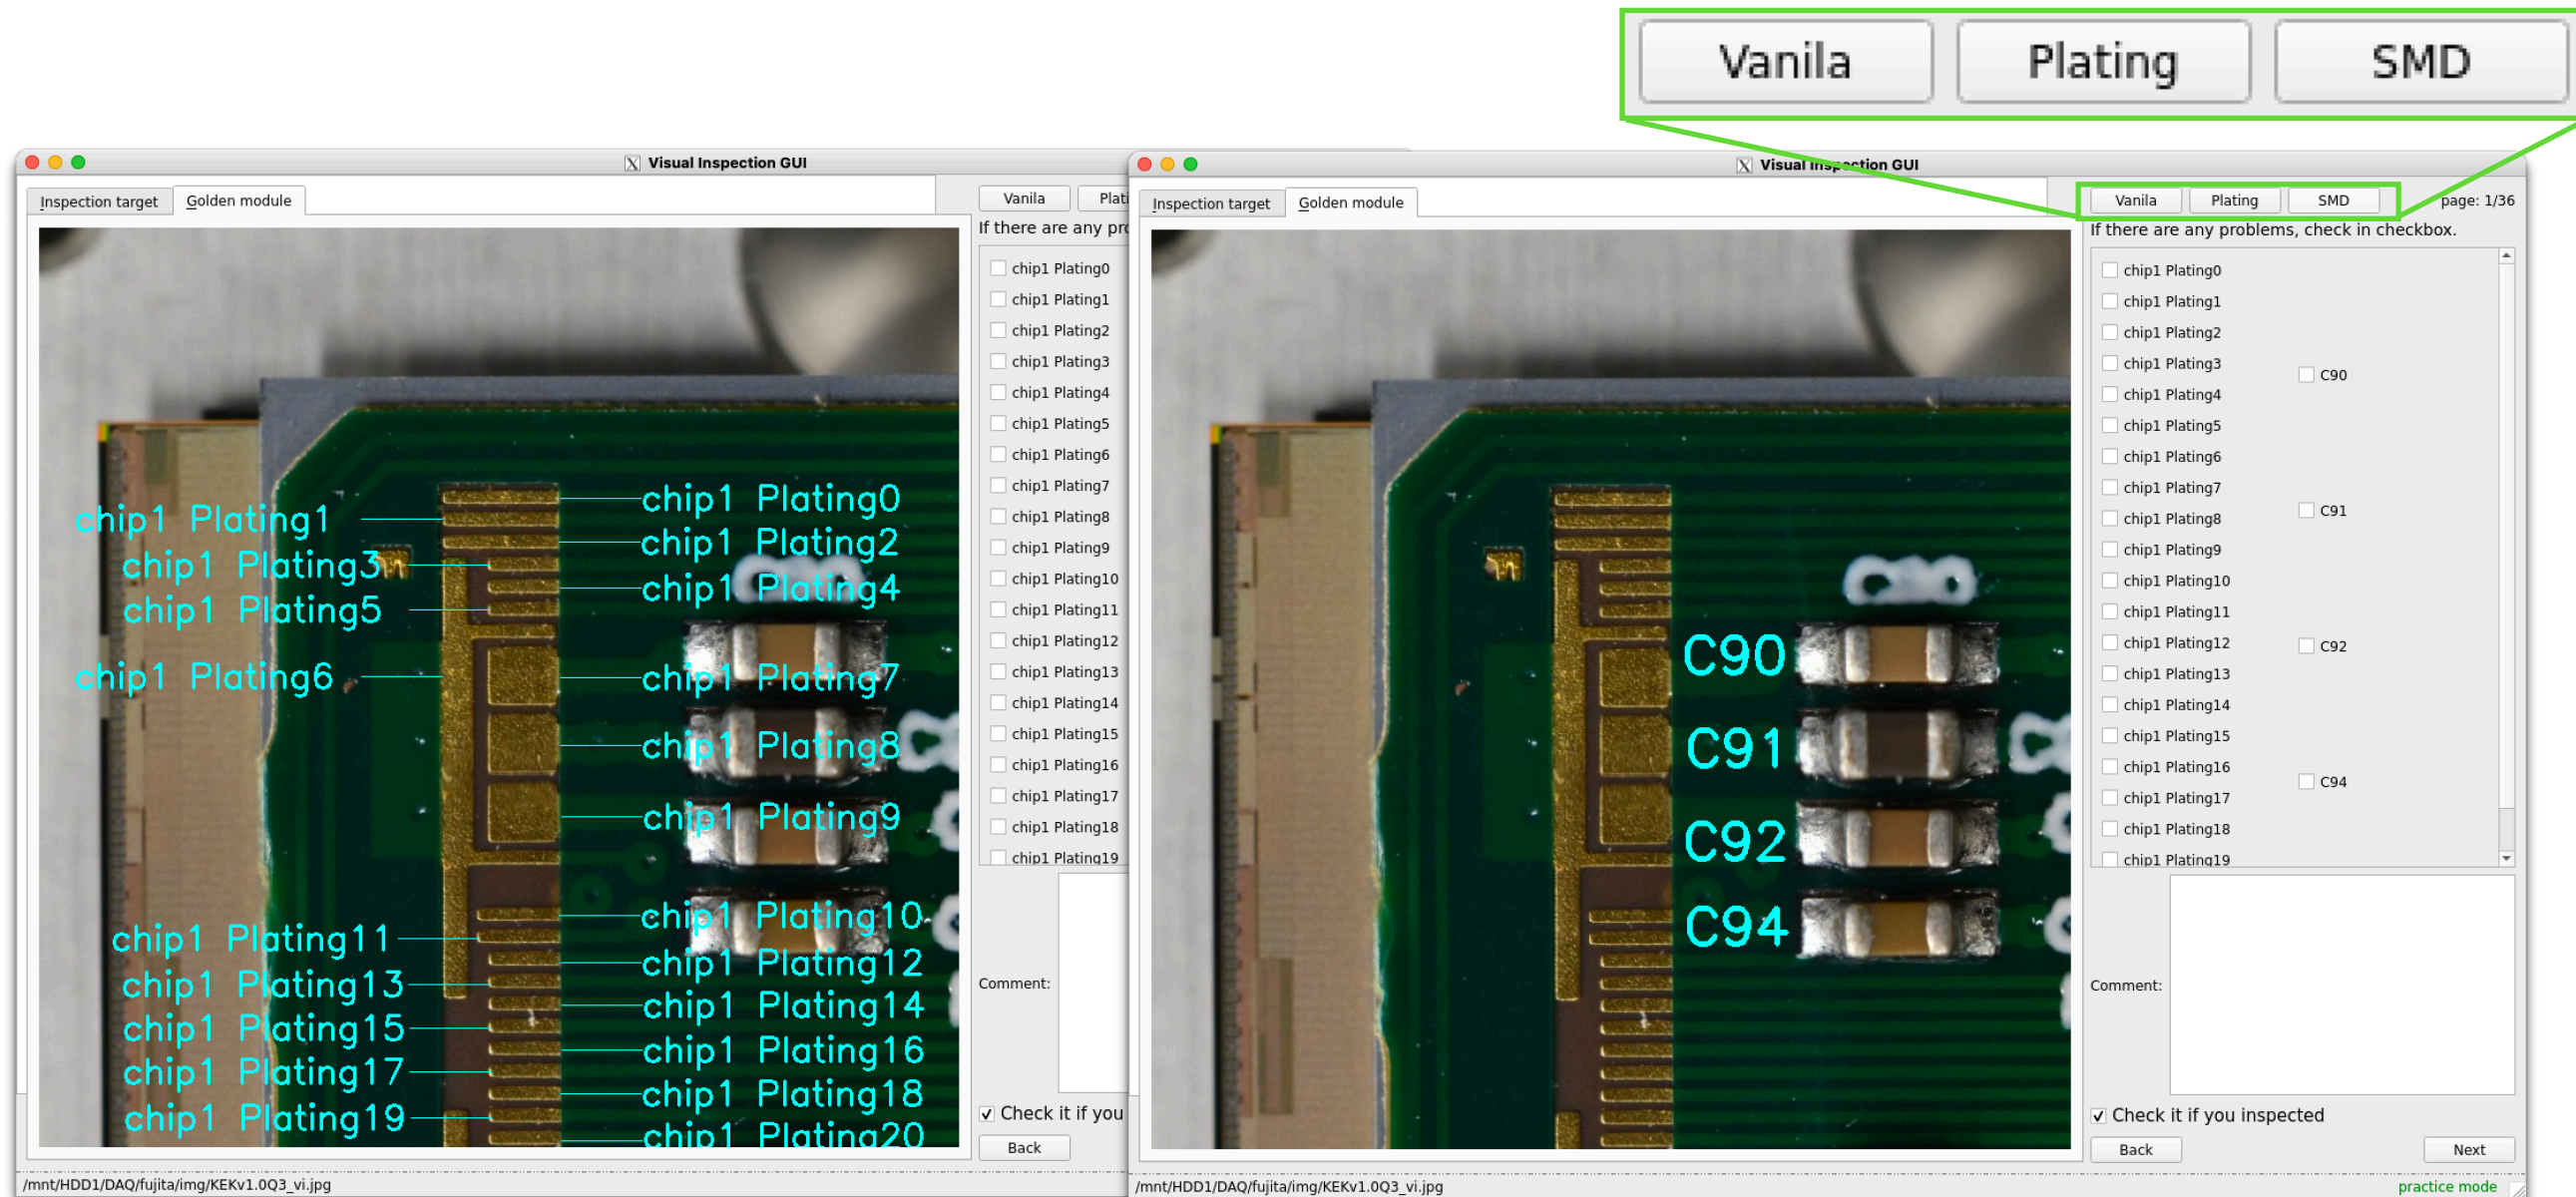 Vanila Plating SMD
Visual Inspection GUI
Inspection target Golden module
Vanila Plati
If there are any pro
chip1 Plating0
chip1 Plating1
chip1 Plating2
chip1 Plating3
chip1 Plating4
chip1 Plating5
chip1 Plating6
chip1 Plating7
chip1 Plating8
chip1 Plating9
chip1 Plating10
chip1 Plating11
chip1 Plating12
chip1 Plating13
chip1 Plating14
chip1 Plating15
chip1 Plating16
chip1 Plating17
chip1 Plating18
chip1 Plating19
chip1 Plating0
chip1 Plating1
chip1 Plating2
chip1 Plating3
chip1 Plating4
chip1 Plating5
chip1 Plating6
chip1 Plating7
chip1 Plating8
chip1 Plating9
chip1 Plating10
chip1 Plating11
chip1 Plating12
chip1 Plating13
chip1 Plating14
chip1 Plating15
chip1 Plating16
chip1 Plating17
chip1 Plating18
chip1 Plating19
chip1 Plating20
Comment:
Check it if you
Back
/mnt/HDD1/DAQ/fujita/img/KEKv1.0Q3_vi.jpg
Visual Inspection GUI
Inspection target Golden module
Vanila Plating SMD page: 1/36
If there are any problems, check in checkbox.
C90
C91
C92
C94
chip1 Plating0
chip1 Plating1
chip1 Plating2
chip1 Plating3
chip1 Plating4
chip1 Plating5
chip1 Plating6
chip1 Plating7
chip1 Plating8
chip1 Plating9
chip1 Plating10
chip1 Plating11
chip1 Plating12
chip1 Plating13
chip1 Plating14
chip1 Plating15
chip1 Plating16
chip1 Plating17
chip1 Plating18
chip1 Plating19
C90
C91
C92
C94
Comment:
Check it if you inspected
Back Next
/mnt/HDD1/DAQ/fujita/img/KEKv1.0Q3_vi.jpg
practice mode